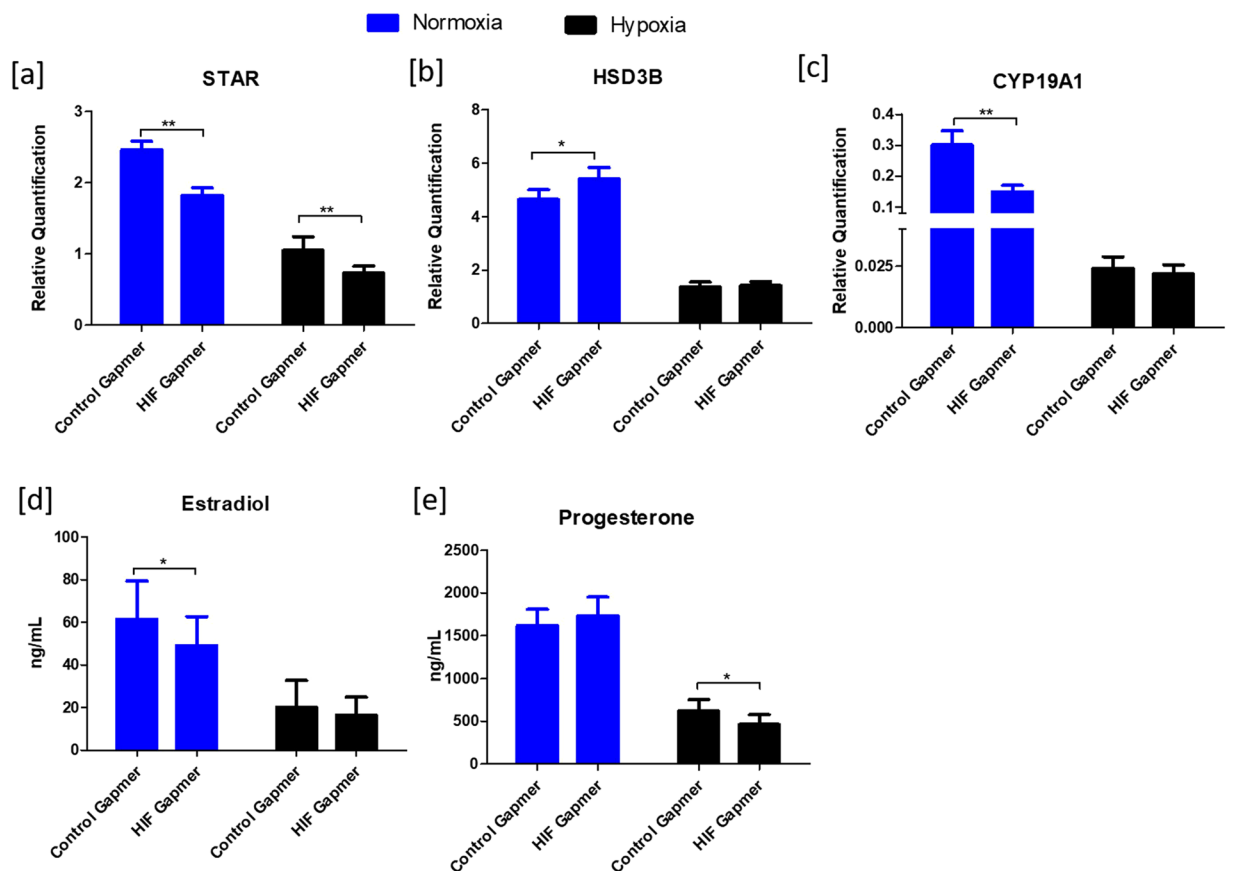 Normoxia Hypoxia
[a] STAR
Relative Quantification
3
2
1
0
**
**
Control Gapmer
HIF Gapmer
Control Gapmer
HIF Gapmer
[b] HSD3B
Relative Quantification
8
6
4
2
0
*
Control Gapmer
HIF Gapmer
Control Gapmer
HIF Gapmer
[c] CYP19A1
Relative Quantification
0.4
0.3
0.2
0.1
0.025
0.000
**
Control Gapmer
HIF Gapmer
Control Gapmer
HIF Gapmer
[d] Estradiol
ng/mL
100
80
60
40
20
0
*
Control Gapmer
HIF Gapmer
Control Gapmer
HIF Gapmer
[e] Progesterone
ng/mL
2500
2000
1500
1000
500
0
*
Control Gapmer
HIF Gapmer
Control Gapmer
HIF Gapmer